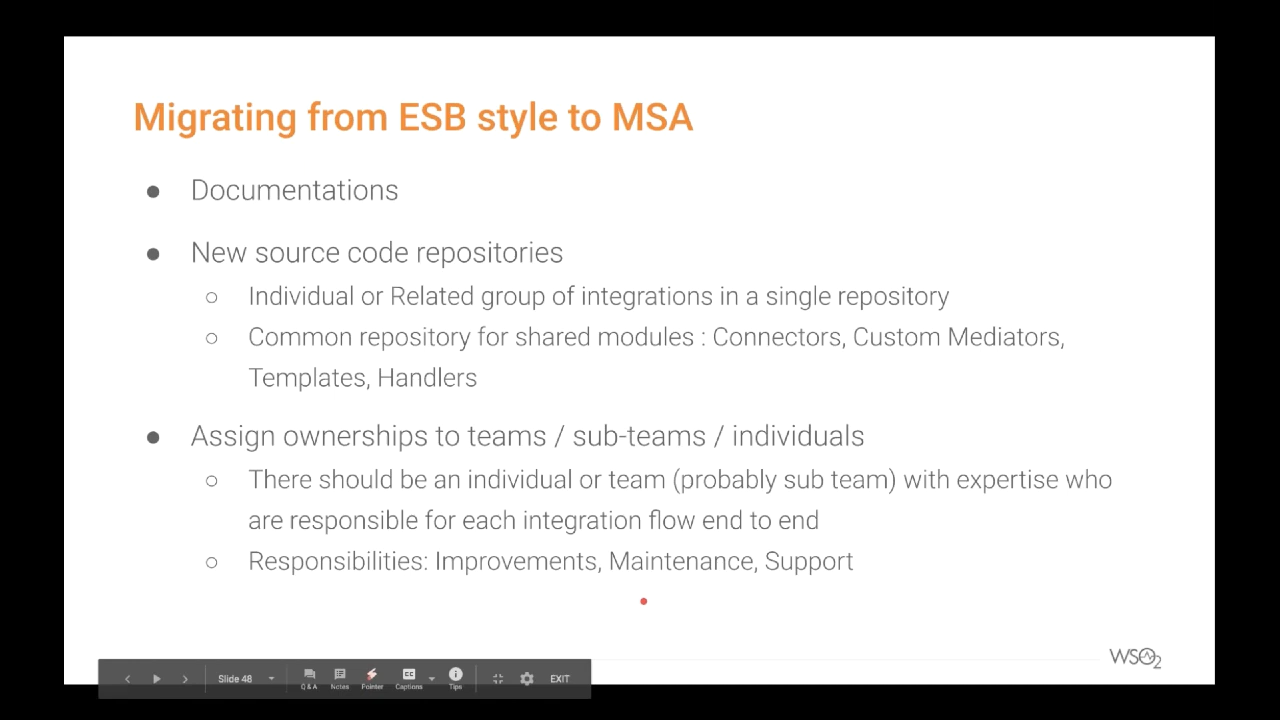 Migrating from ESB style to MSA
● Documentations
● New source code repositories
○ Individual or Related group of integrations in a single repository
○ Common repository for shared modules : Connectors, Custom Mediators,
Templates, Handlers
● Assign ownerships to teams / sub-teams / individuals
○ There should be an individual or team (probably sub team) with expertise who
are responsible for each integration flow end to end
○ Responsibilities: Improvements, Maintenance, Support
WSO2
Slide 48
Q & A Notes Pointer Captions Tips EXIT